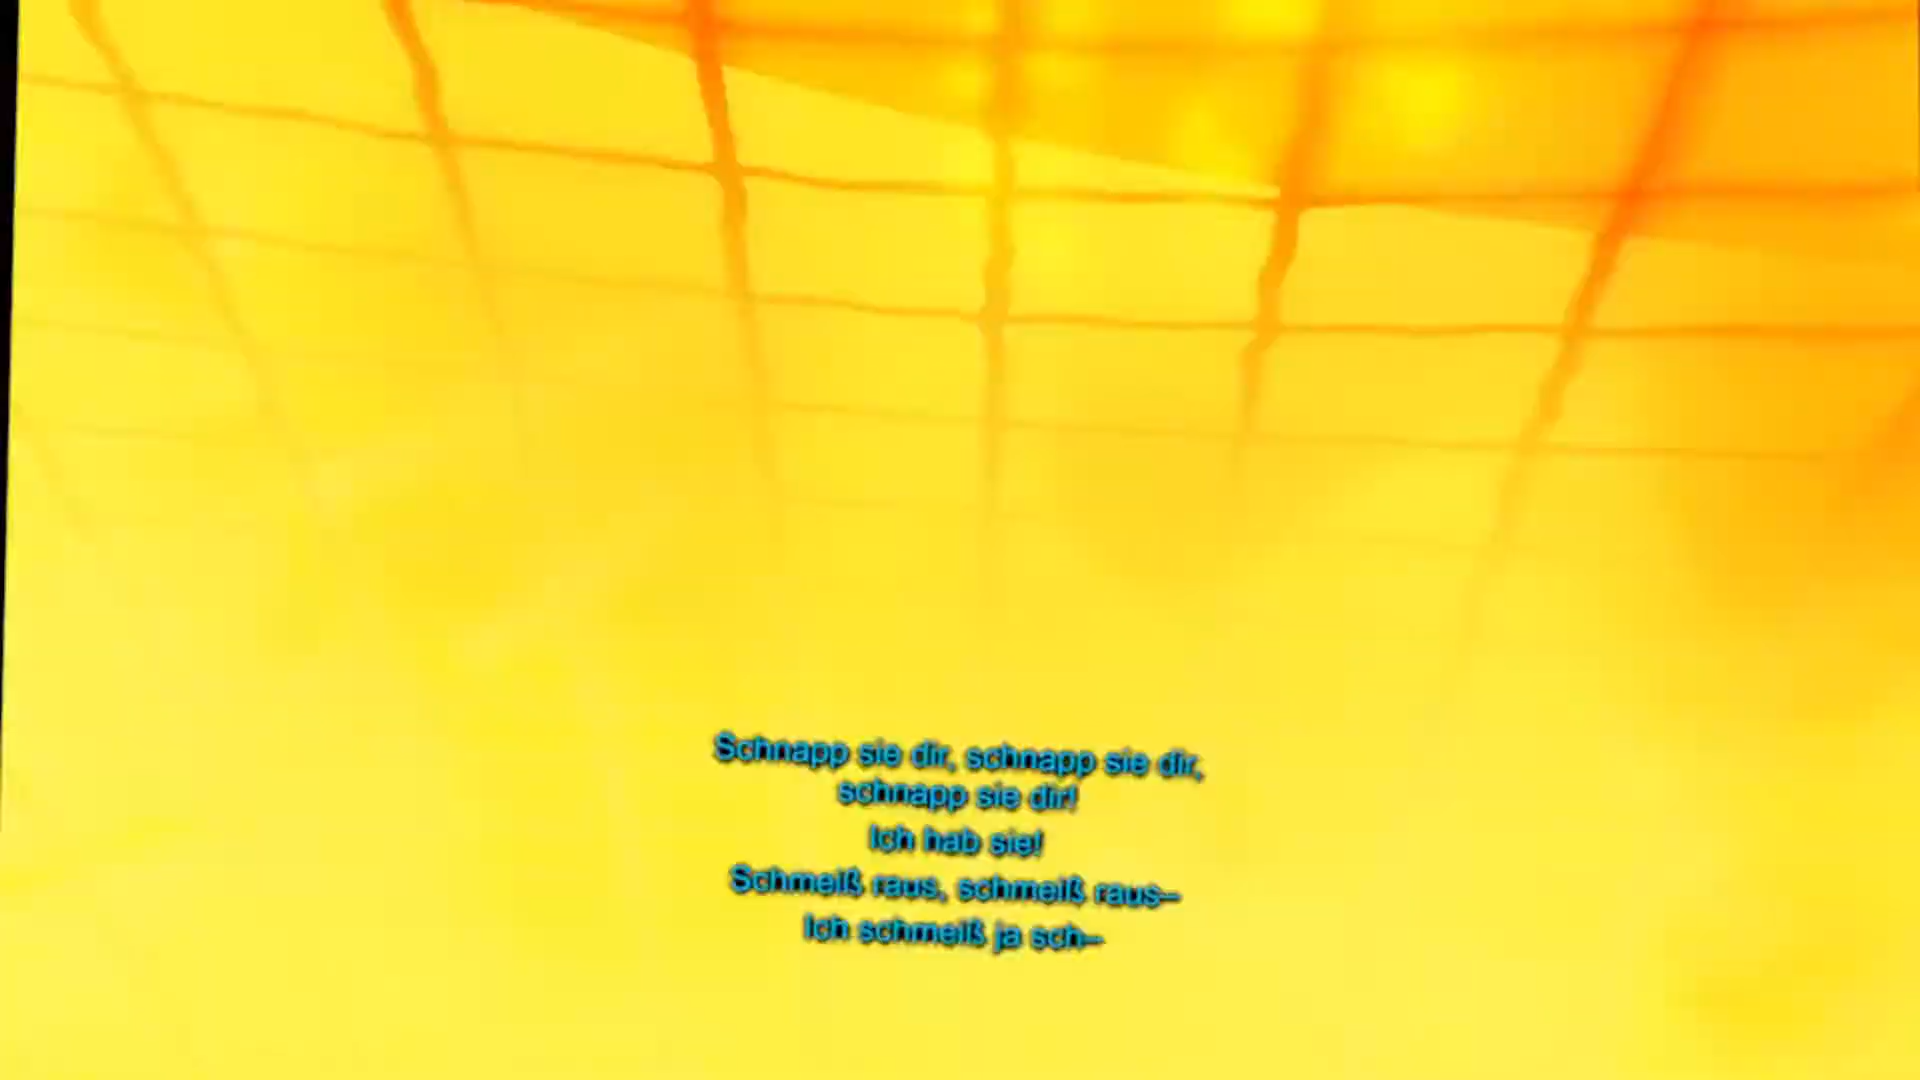 Schnapp sie dir, schnapp sie dir,
schnapp sie dir!
Ich hab sie!
Schmeiß raus, schmeiß raus–
Ich schmeiß ja sch–